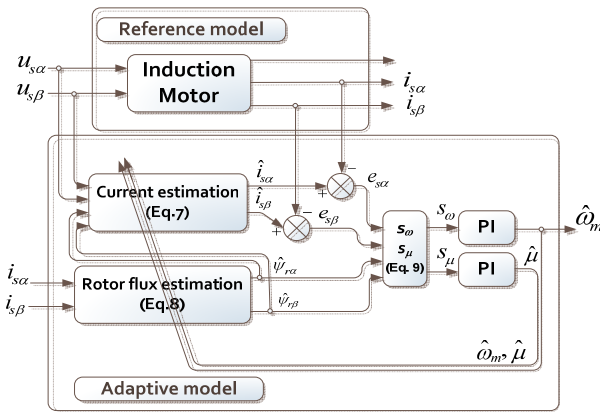 Reference model
u_sα
u_sβ
Induction
Motor
i_sα
i_sβ
Current estimation
(Eq.7)
î_sα
î_sβ
+
−
e_sα
+
−
e_sβ
i_sα
i_sβ
Rotor flux estimation
(Eq.8)
ψ̂_rα
ψ̂_rβ
S_ω
S_μ
(Eq. 9)
s_ω
s_μ
PI
PI
ω̂_m
μ̂
ω̂_m, μ̂
Adaptive model